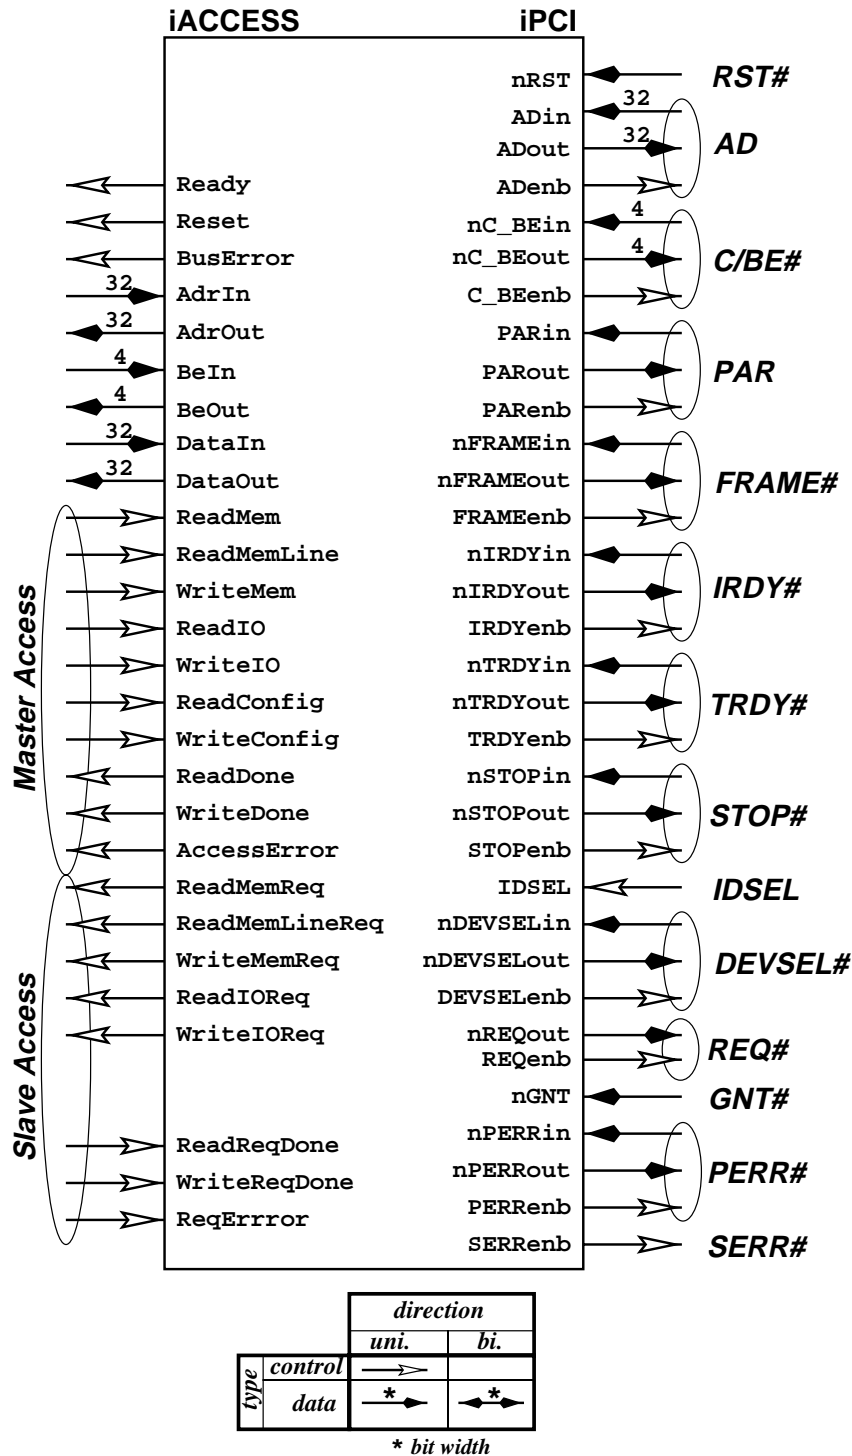 iACCESS iPCI
nRST RST#
32
ADin
32
ADout AD
Ready ADenb
4
Reset nC_BEin
4
BusError nC_BEout C/BE#
32
AdrIn C_BEenb
32
AdrOut PARin
4
BeIn PARout PAR
4
BeOut PARenb
32
DataIn nFRAMEin
32
DataOut nFRAMEout FRAME#
ReadMem FRAMEenb
ReadMemLine nIRDYin
WriteMem nIRDYout IRDY#
ReadIO IRDYenb
WriteIO nTRDYin
Master Access
ReadConfig nTRDYout TRDY#
WriteConfig TRDYenb
ReadDone nSTOPin
WriteDone nSTOPout STOP#
AccessError STOPenb
ReadMemReq IDSEL IDSEL
ReadMemLineReq nDEVSELin
WriteMemReq nDEVSELout DEVSEL#
ReadIOReq DEVSELenb
WriteIOReq nREQout REQ#
REQenb
Slave Access
nGNT GNT#
nPERRin
ReadReqDone
nPERRout PERR#
WriteReqDone
PERRenb
ReqErrror
SERRenb SERR#
direction
uni. bi.
type
control
data * *
* bit width